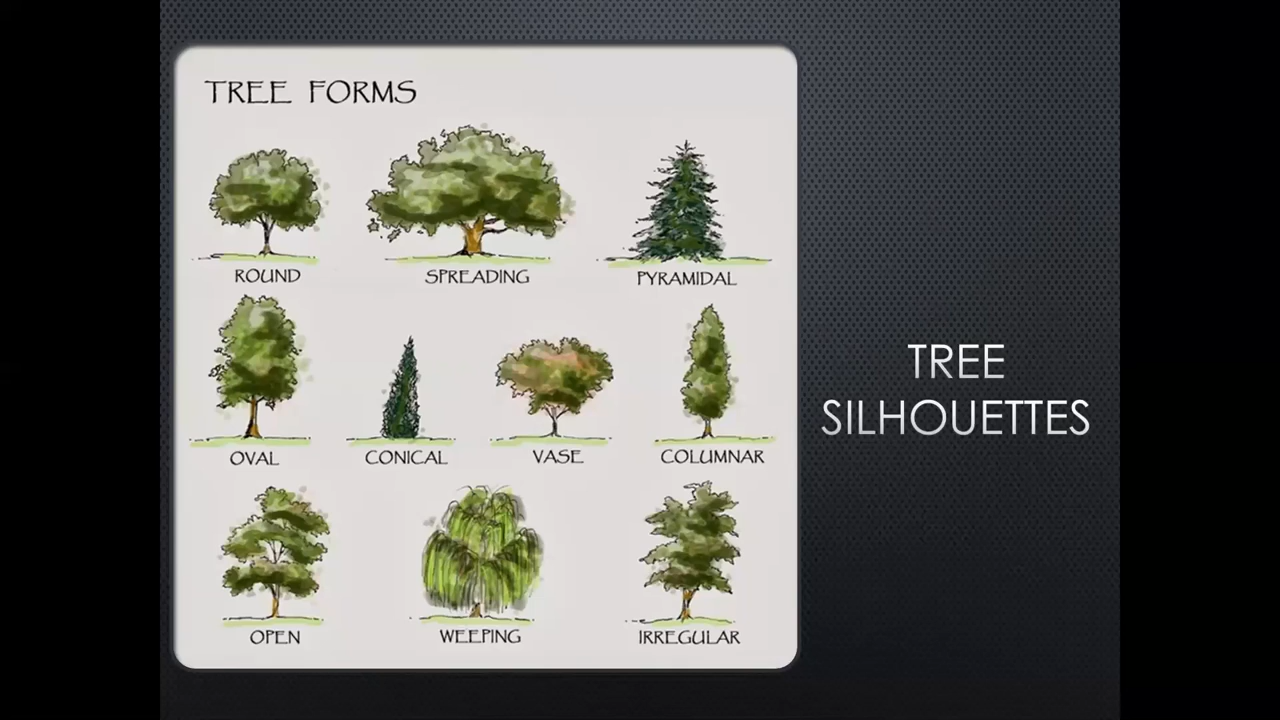 TREE FORMS
ROUND
SPREADING
PYRAMIDAL
OVAL
CONICAL
VASE
COLUMNAR
OPEN
WEEPING
IRREGULAR
TREE
SILHOUETTES